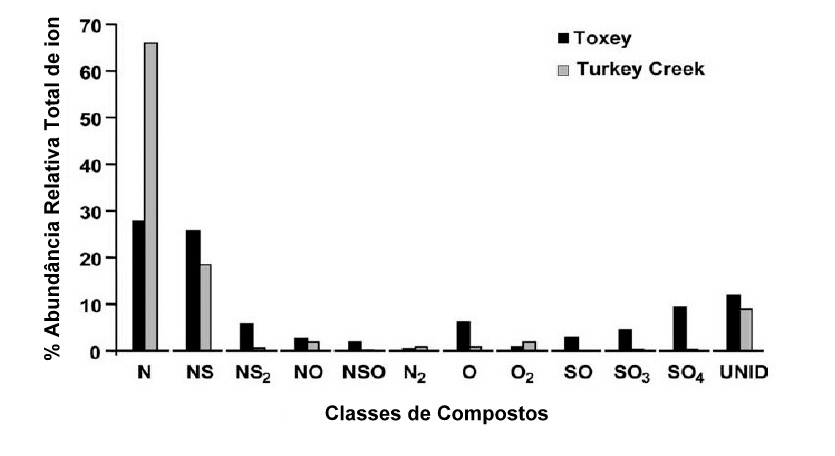 % Abundância Relativa Total de ion
70
60
50
40
30
20
10
0
Toxey
Turkey Creek
N NS NS₂ NO NSO N₂ O O₂ SO SO₃ SO₄ UNID
Classes de Compostos